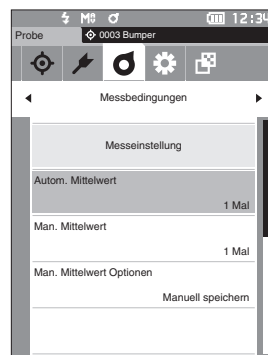 M 12:34
Probe 0003 Bumper
Messbedingungen
Messeinstellung
Autom. Mittelwert
1 Mal
Man. Mittelwert
1 Mal
Man. Mittelwert Optionen
Manuell speichern